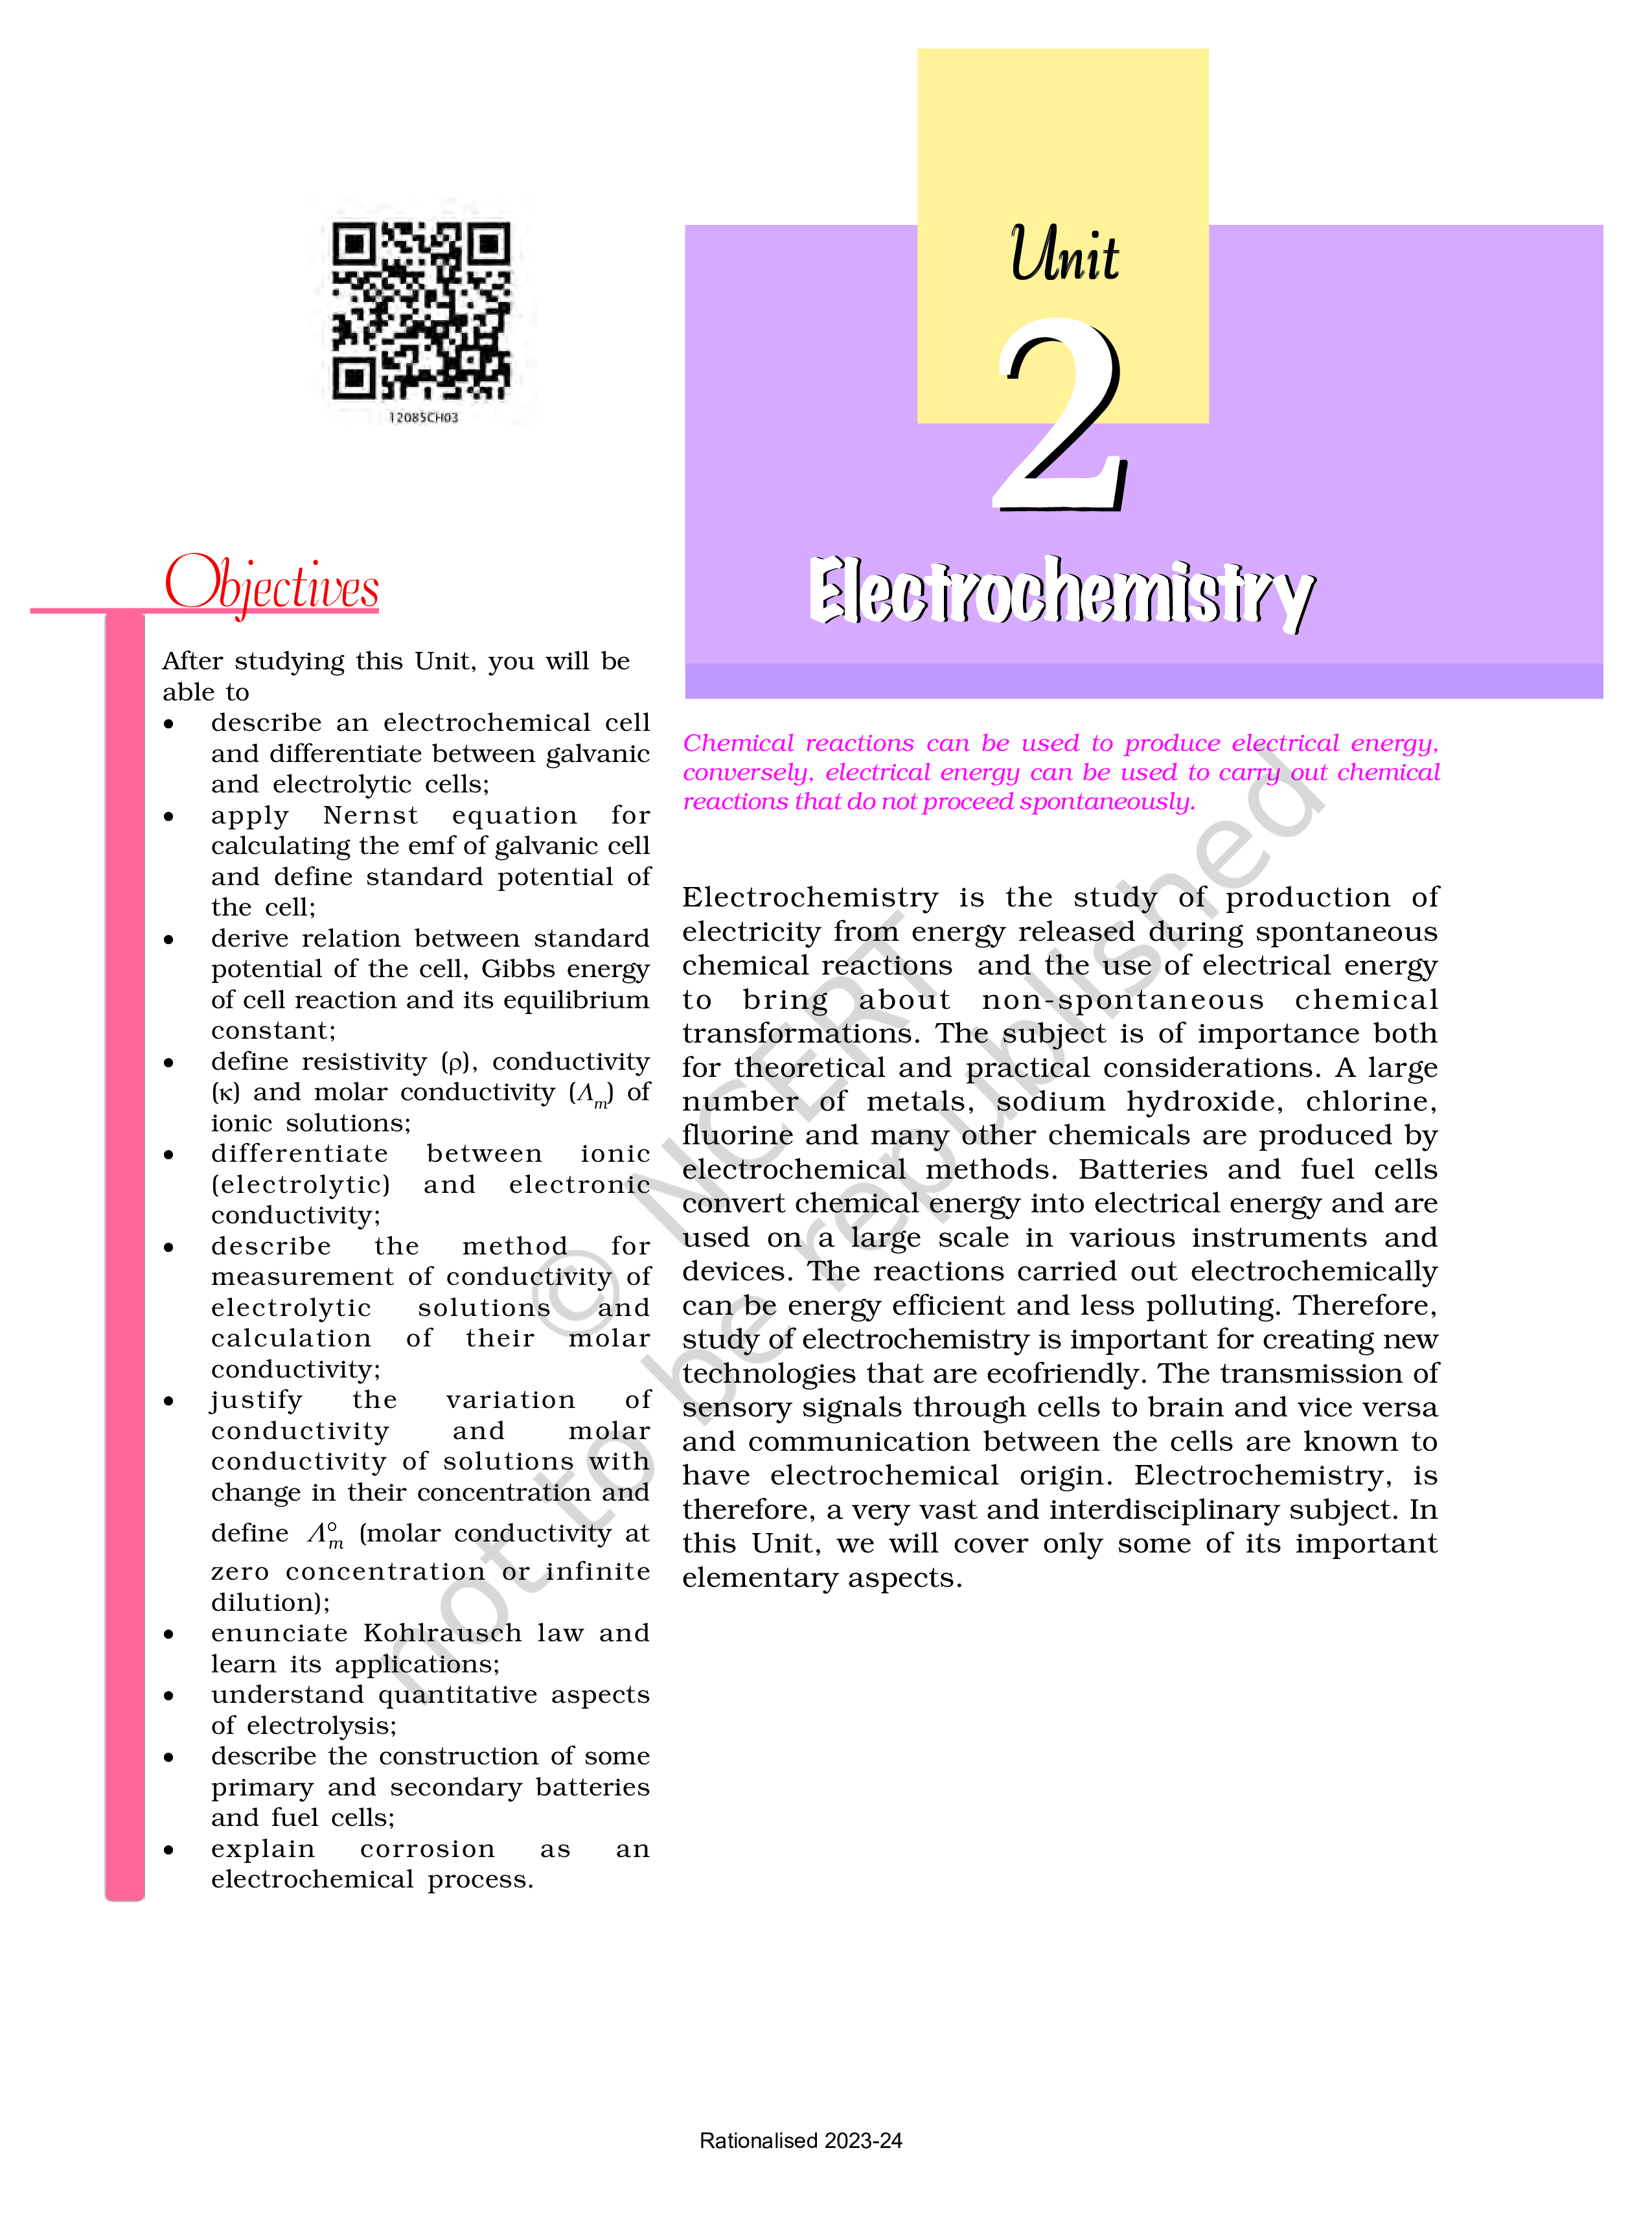 12085CH03
Unit
2
Electrochemistry
Objectives
After studying this Unit, you will be
able to
• describe an electrochemical cell
and differentiate between galvanic
and electrolytic cells;
• apply Nernst equation for
calculating the emf of galvanic cell
and define standard potential of
the cell;
• derive relation between standard
potential of the cell, Gibbs energy
of cell reaction and its equilibrium
constant;
• define resistivity (ρ), conductivity
(κ) and molar conductivity (Λm) of
ionic solutions;
• differentiate between ionic
(electrolytic) and electronic
conductivity;
• describe the method for
measurement of conductivity of
electrolytic solutions and
calculation of their molar
conductivity;
• justify the variation of
conductivity and molar
conductivity of solutions with
change in their concentration and
define Λ°m (molar conductivity at
zero concentration or infinite
dilution);
• enunciate Kohlrausch law and
learn its applications;
• understand quantitative aspects
of electrolysis;
• describe the construction of some
primary and secondary batteries
and fuel cells;
• explain corrosion as an
electrochemical process.
Chemical reactions can be used to produce electrical energy,
conversely, electrical energy can be used to carry out chemical
reactions that do not proceed spontaneously.
Electrochemistry is the study of production of
electricity from energy released during spontaneous
chemical reactions and the use of electrical energy
to bring about non-spontaneous chemical
transformations. The subject is of importance both
for theoretical and practical considerations. A large
number of metals, sodium hydroxide, chlorine,
fluorine and many other chemicals are produced by
electrochemical methods. Batteries and fuel cells
convert chemical energy into electrical energy and are
used on a large scale in various instruments and
devices. The reactions carried out electrochemically
can be energy efficient and less polluting. Therefore,
study of electrochemistry is important for creating new
technologies that are ecofriendly. The transmission of
sensory signals through cells to brain and vice versa
and communication between the cells are known to
have electrochemical origin. Electrochemistry, is
therefore, a very vast and interdisciplinary subject. In
this Unit, we will cover only some of its important
elementary aspects.
© NCERT
not to be republished
Rationalised 2023-24